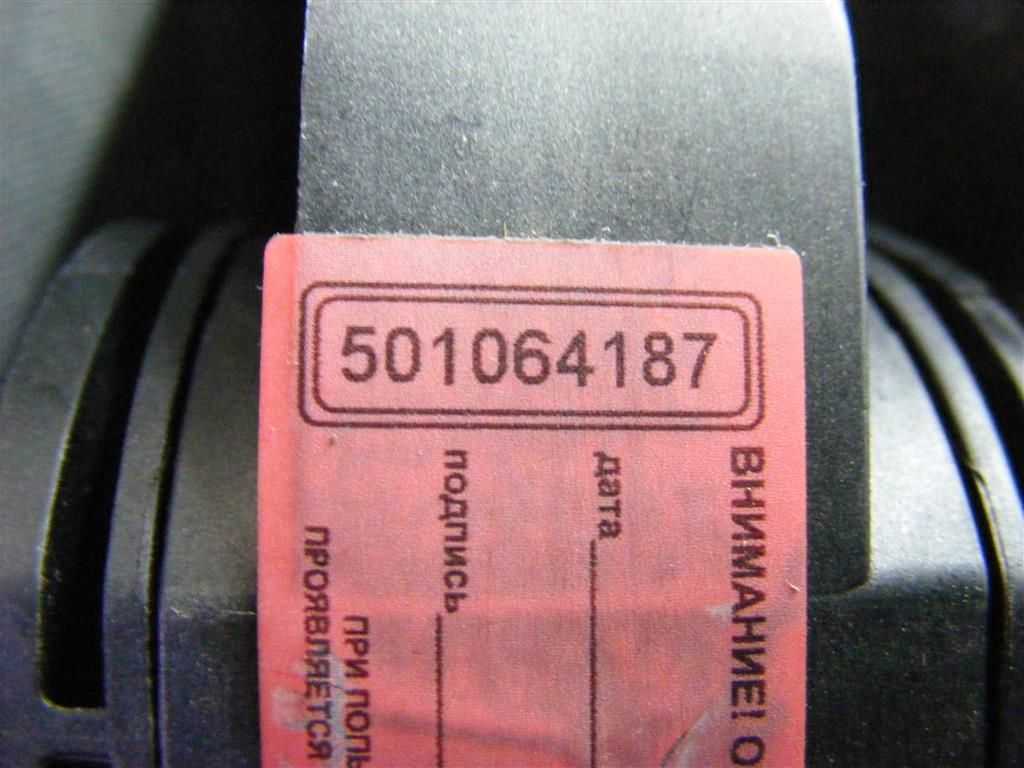 501064187
ВНИМАНИЕ!
дата
подпись
ПРИ
ПРОЯВЛЯЕТСЯ